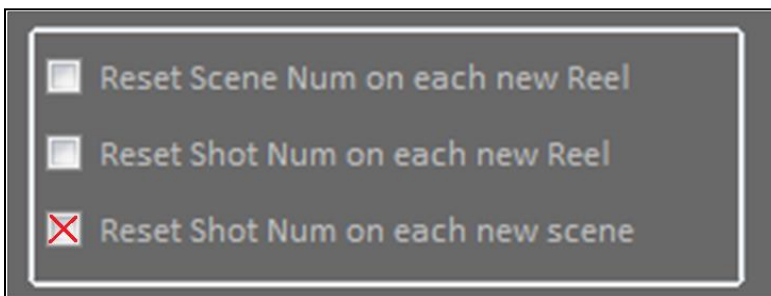 Reset Scene Num on each new Reel
Reset Shot Num on each new Reel
Reset Shot Num on each new scene